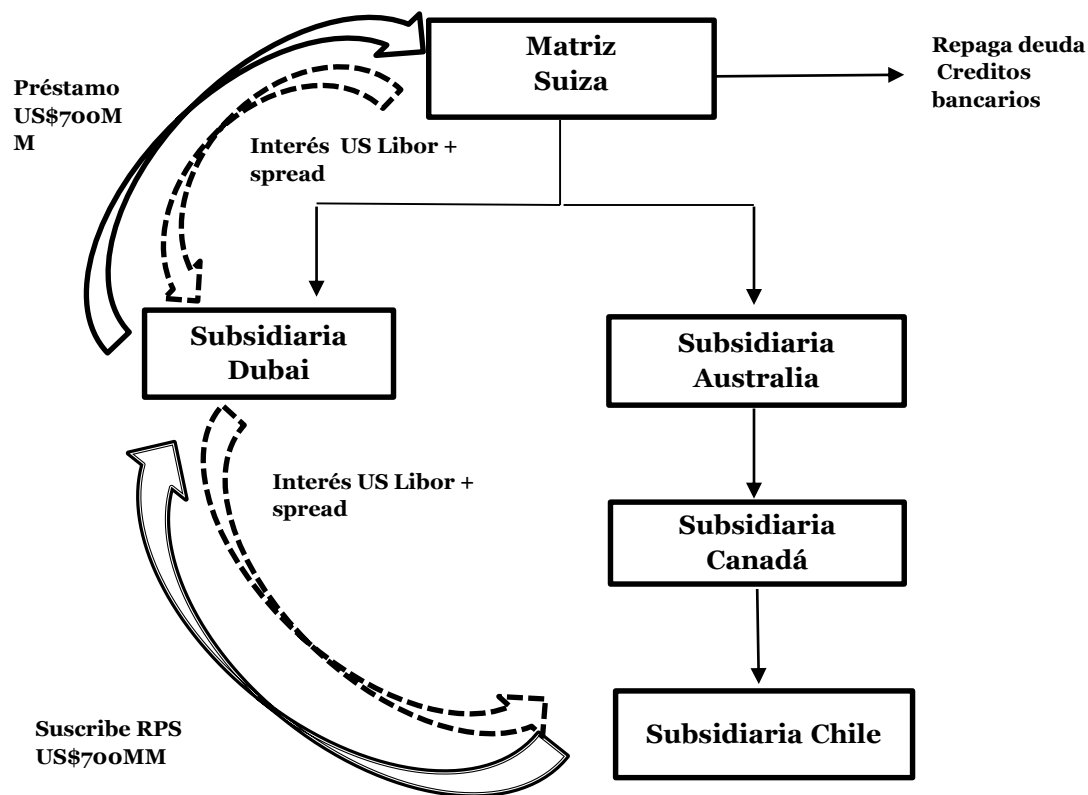 Matriz
Suiza
Repaga deuda
Creditos
bancarios
Préstamo
US$700M
M
Interés US Libor +
spread
Subsidiaria
Dubai
Subsidiaria
Australia
Interés US Libor +
spread
Subsidiaria
Canadá
Suscribe RPS
US$700MM
Subsidiaria Chile